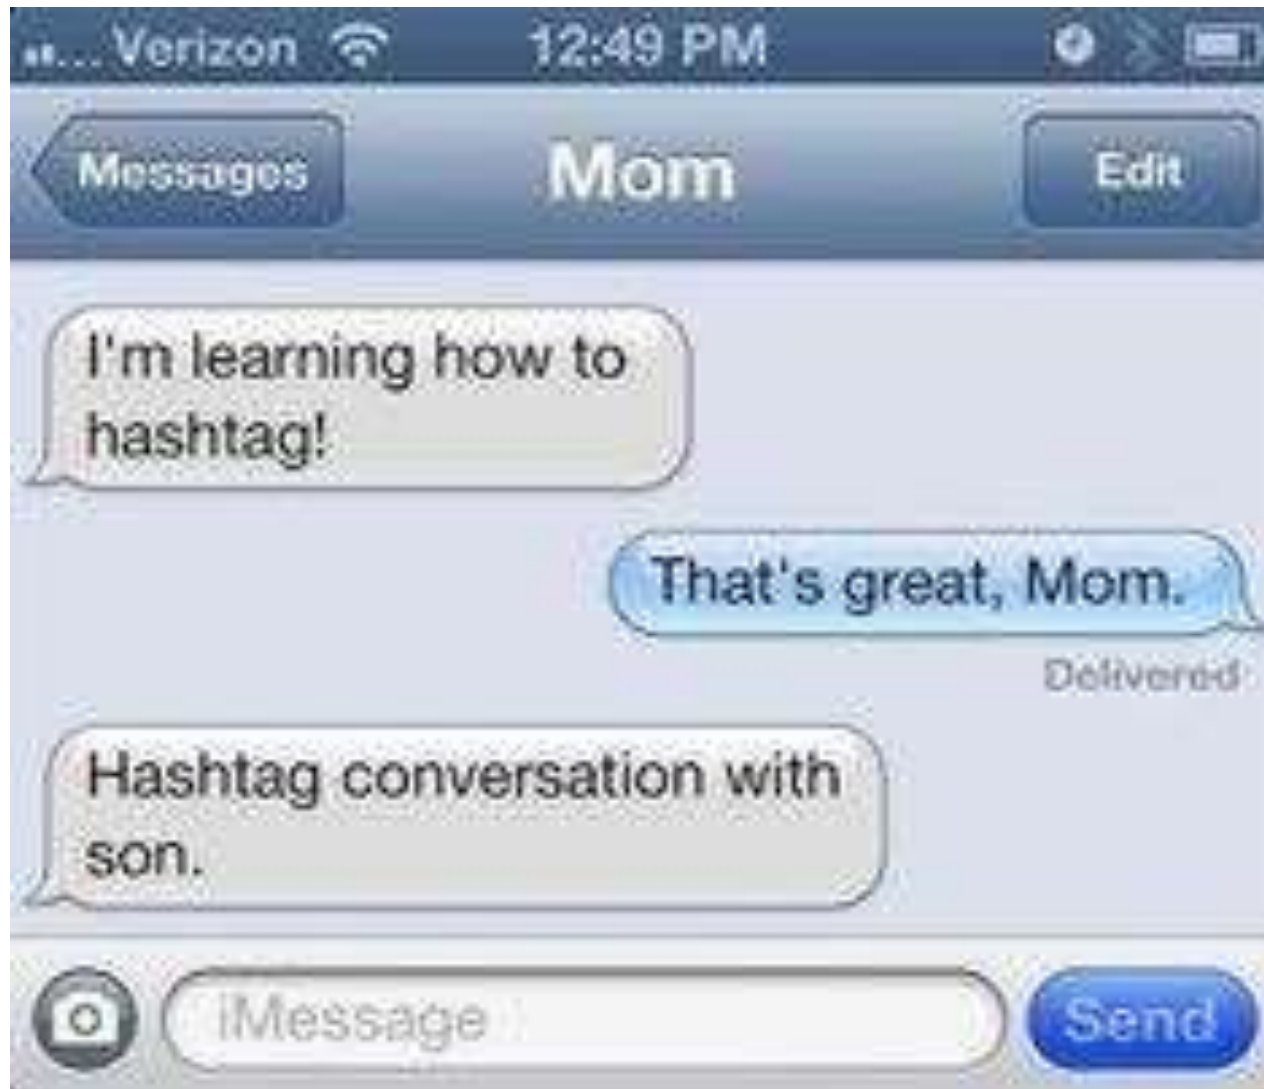 ... Verizon 12:49 PM
Messages Mom Edit
I'm learning how to
hashtag!
That's great, Mom.
Delivered
Hashtag conversation with
son.
iMessage Send